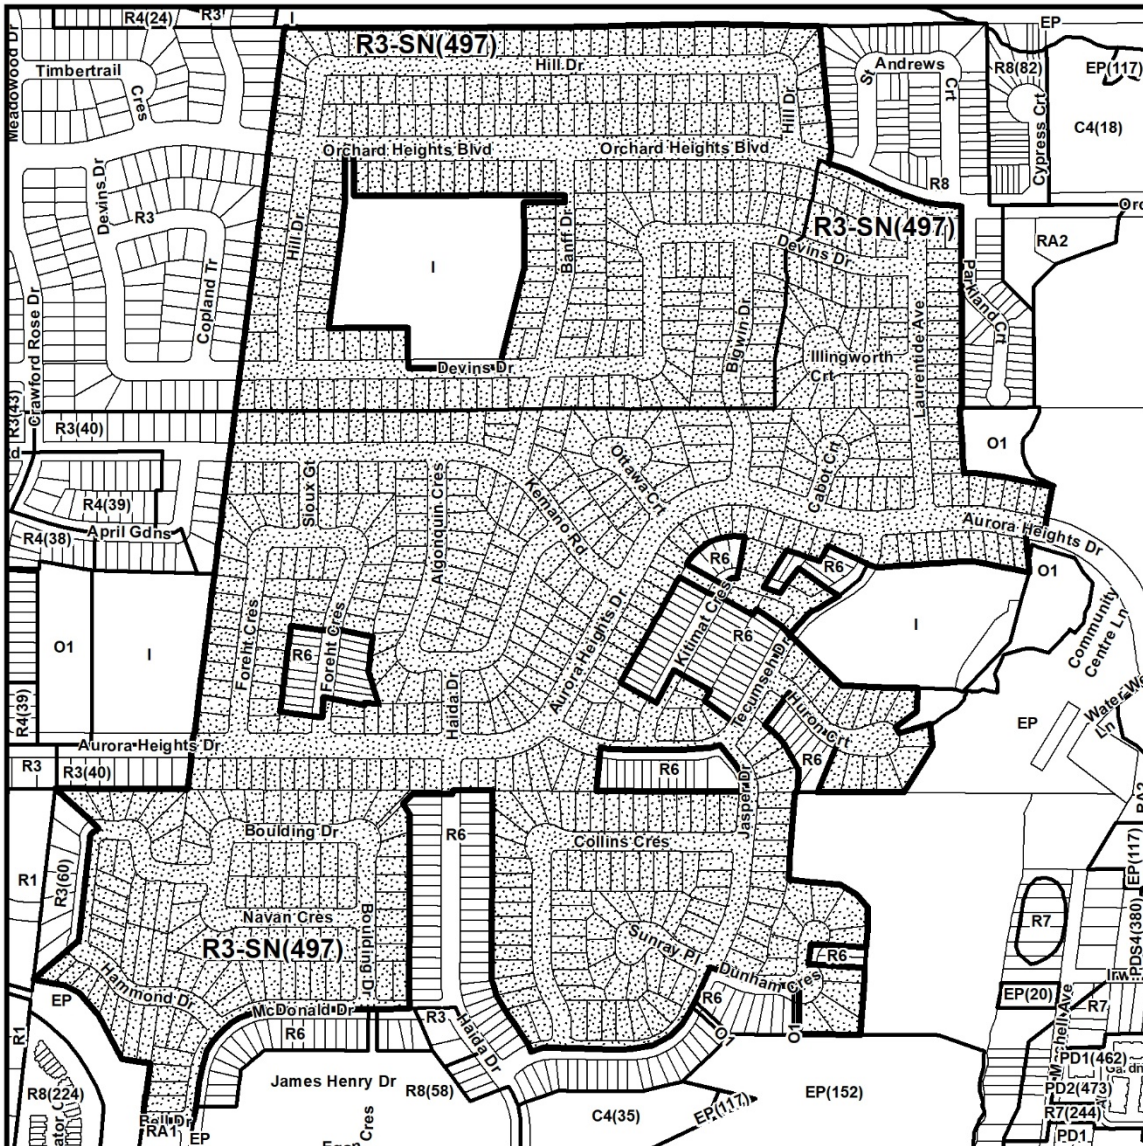 R4(24)
R3
I
EP
Meadowood Dr
Timbertrail
Cres
R3-SN(497)
Hill Dr
Hill Dr
St
Andrews
Crt
R8(82)
EP(117)
C4(18)
Cypress Crt
Orchard Heights Blvd
Orchard Heights Blvd
R8
Devins Dr
R3
Copland Tr
Hill Dr
I
Banff Dr
R3-SN(497)
Devins Dr
RA2
Parkland Crt
Crawford Rose Dr
Devins Dr
Bigwin Dr
Illingworth
Crt
Laurentide Ave
R3(43)
R3(40)
O1
R4(39)
April Gdns
R4(38)
Algonquin Cres
Kemano Rd
Ottawa Crt
Cabot Crt
Aurora Heights Dr
R6
R6
O1
O1
I
Foreht Cres
R6
Foreht Cres
Kitimat Cres
R6
Tecumseh Dr
I
Community
Centre Ln
R4(39)
Haida Dr
Aurora Heights Dr
Huron Crt
EP
Aurora Heights Dr
R3
R3(40)
R6
R6
Jasper Dr
RA2
Boulding Dr
R6
Collins Cres
R1
R3(60)
Navan Cres
R3-SN(497)
Boulding Dr
Sunray Pl
R6
R7
EP(117)
PDS4(380)
Hammond Dr
EP
McDonald Dr
R6
R3
Haida Dr
Dunham Cres
R6
O1
O1
EP(20)
R7
Machell Ave
R1
R8(224)
James Henry Dr
R8(58)
C4(35)
EP(117)
EP(152)
PD1(462)
PD2(473)
R7(244)
PD1
Bell Dr
RA1
EP